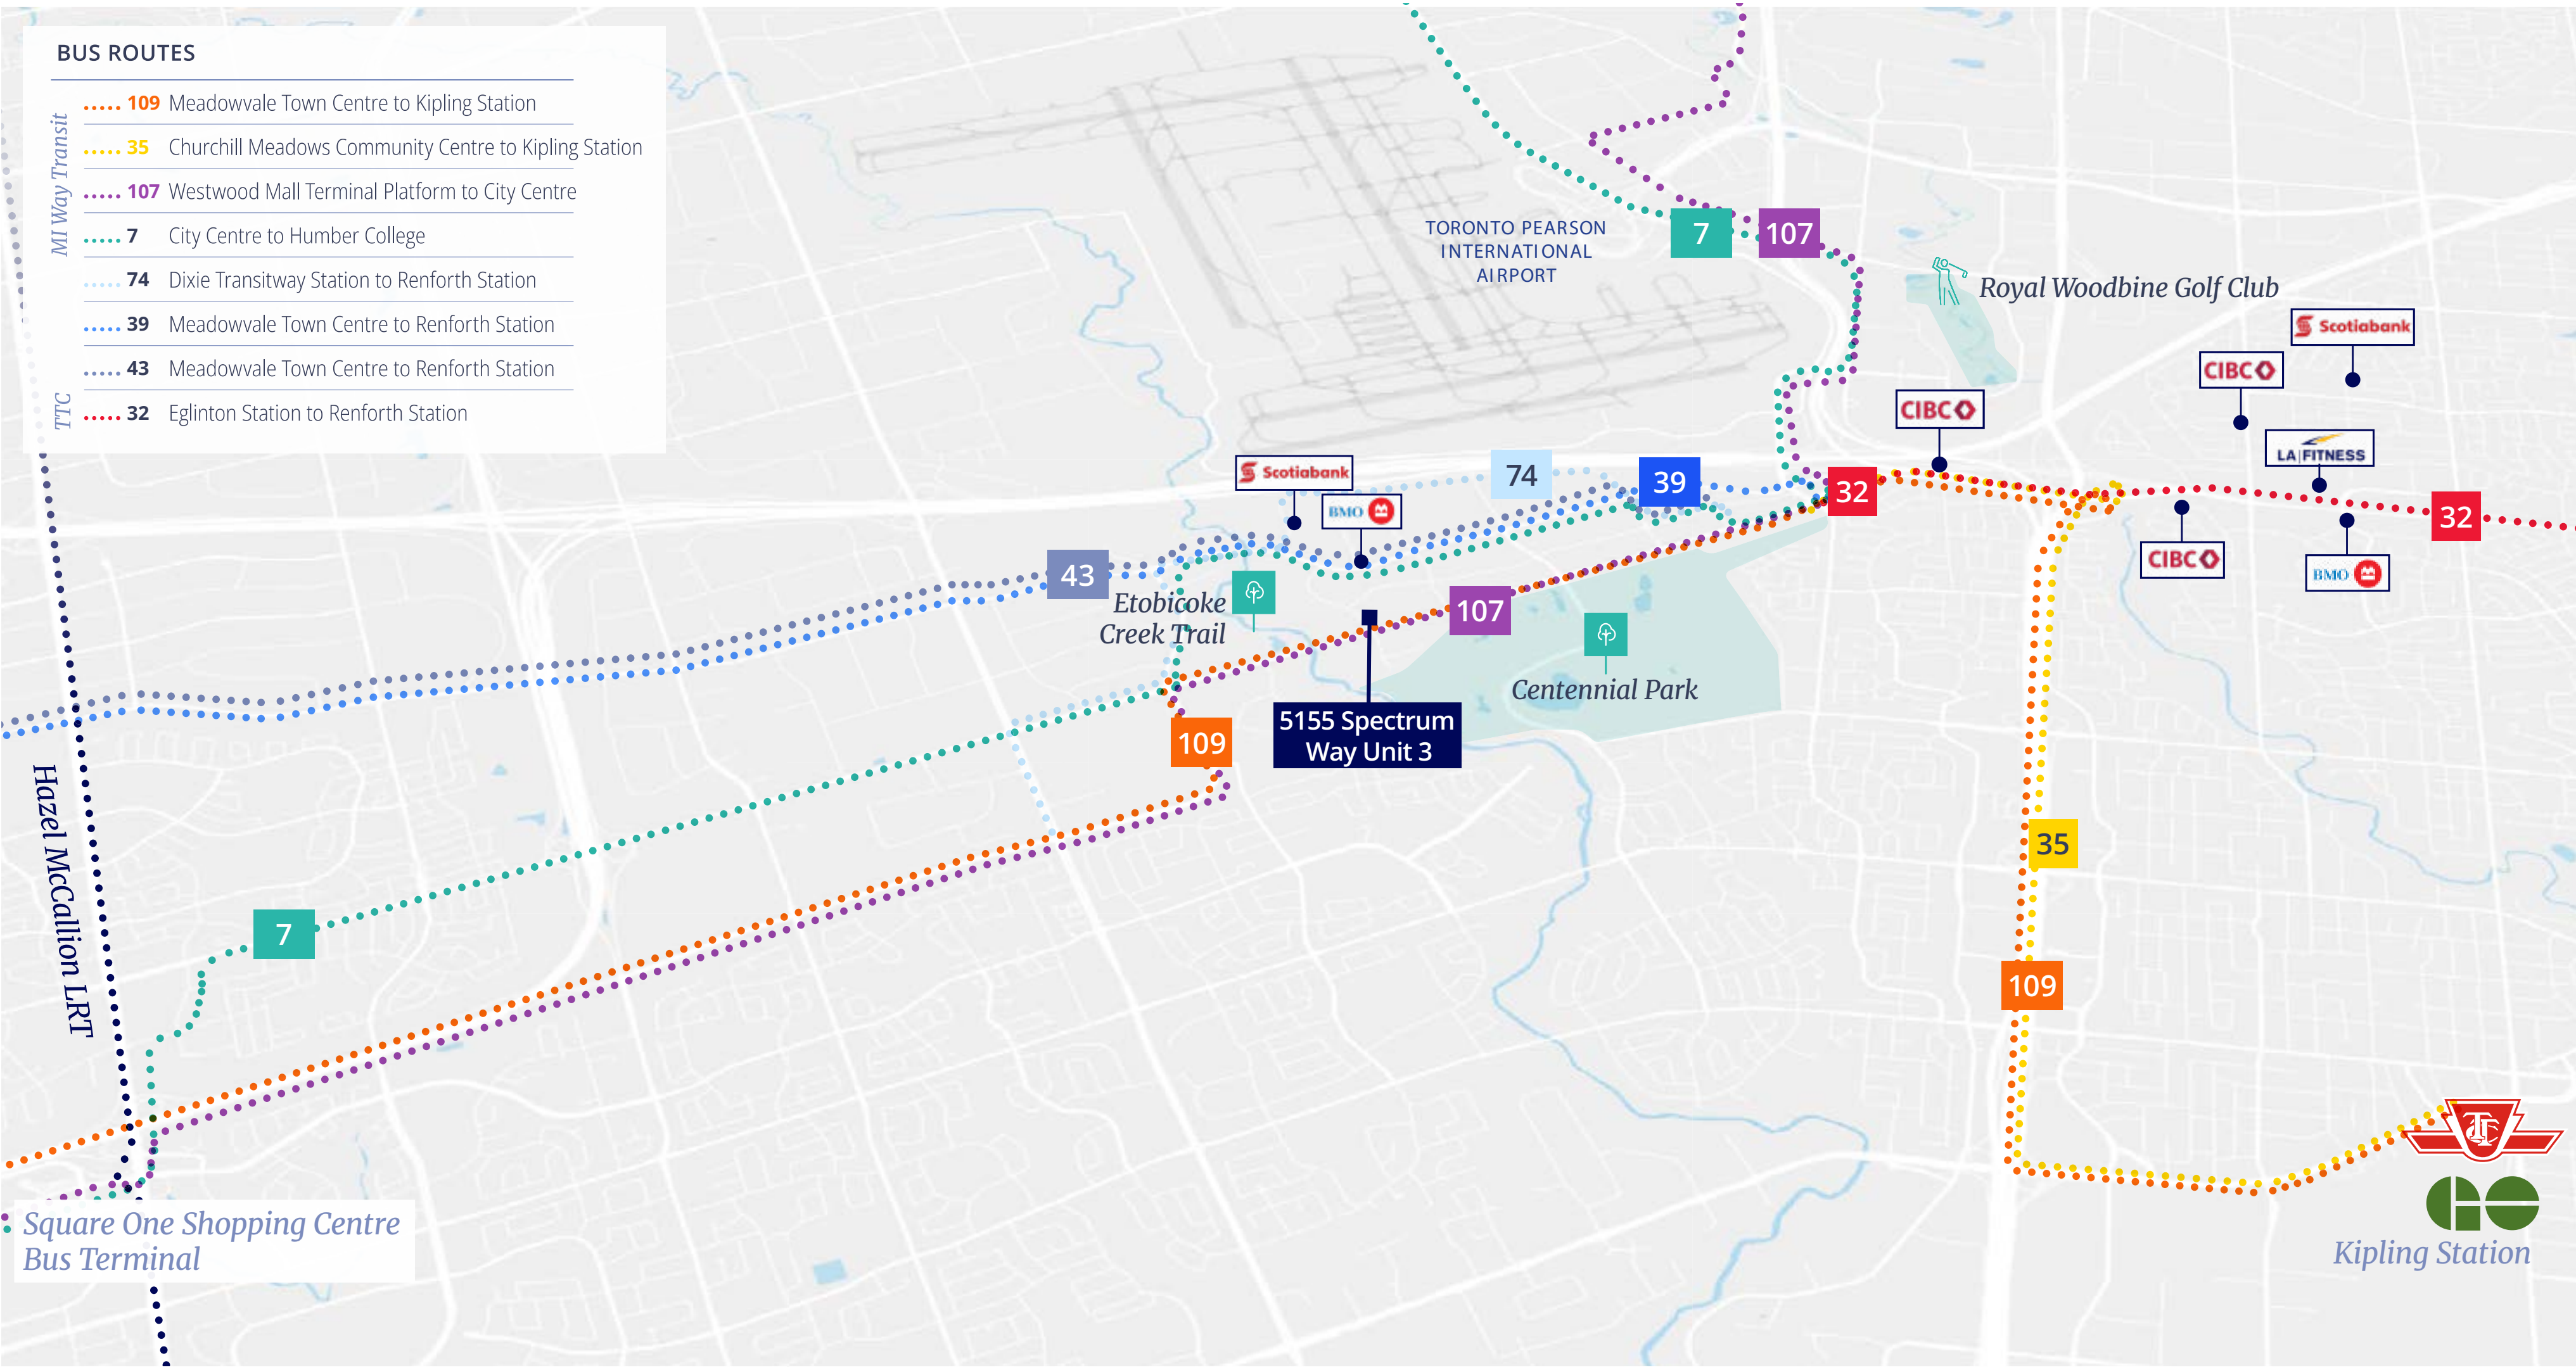 BUS ROUTES
MI Way Transit
109 Meadowvale Town Centre to Kipling Station
35 Churchill Meadows Community Centre to Kipling Station
107 Westwood Mall Terminal Platform to City Centre
7 City Centre to Humber College
74 Dixie Transitway Station to Renforth Station
39 Meadowvale Town Centre to Renforth Station
43 Meadowvale Town Centre to Renforth Station
TTC
32 Eglinton Station to Renforth Station
TORONTO PEARSON
INTERNATIONAL
AIRPORT
7
107
Royal Woodbine Golf Club
Scotiabank
CIBC
CIBC
LA FITNESS
Scotiabank
74
39
32
BMO
32
CIBC
BMO
43
Etobicoke
Creek Trail
107
Centennial Park
109
5155 Spectrum
Way Unit 3
Hazel McCallion LRT
35
7
109
TTC
GO
Kipling Station
Square One Shopping Centre
Bus Terminal